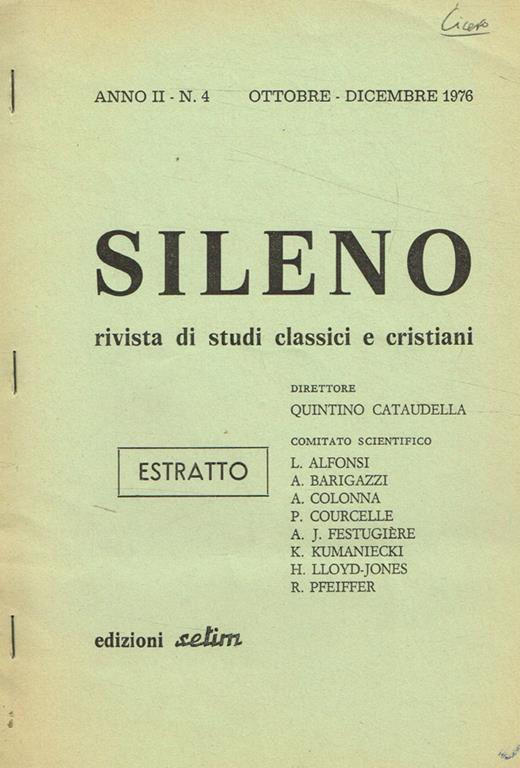 Cicero
ANNO II - N. 4 OTTOBRE - DICEMBRE 1976
SILENO
rivista di studi classici e cristiani
DIRETTORE
QUINTINO CATAUDELLA
COMITATO SCIENTIFICO
ESTRATTO
L. ALFONSI
A. BARIGAZZI
A. COLONNA
P. COURCELLE
A. J. FESTUGIÈRE
K. KUMANIECKI
H. LLOYD-JONES
R. PFEIFFER
edizioni setim